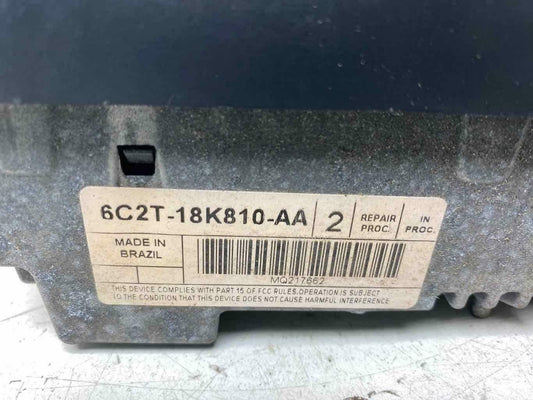 6C2T-18K810-AA 2 REPAIR PROC. IN PROC.
MADE IN BRAZIL
MQ217662
THIS DEVICE COMPLIES WITH PART 15 OF FCC RULES.OPERATION IS SUBJECT
TO THE CONDITION THAT THIS DEVICE DOES NOT CAUSE HARMFUL INTERFERENCE.